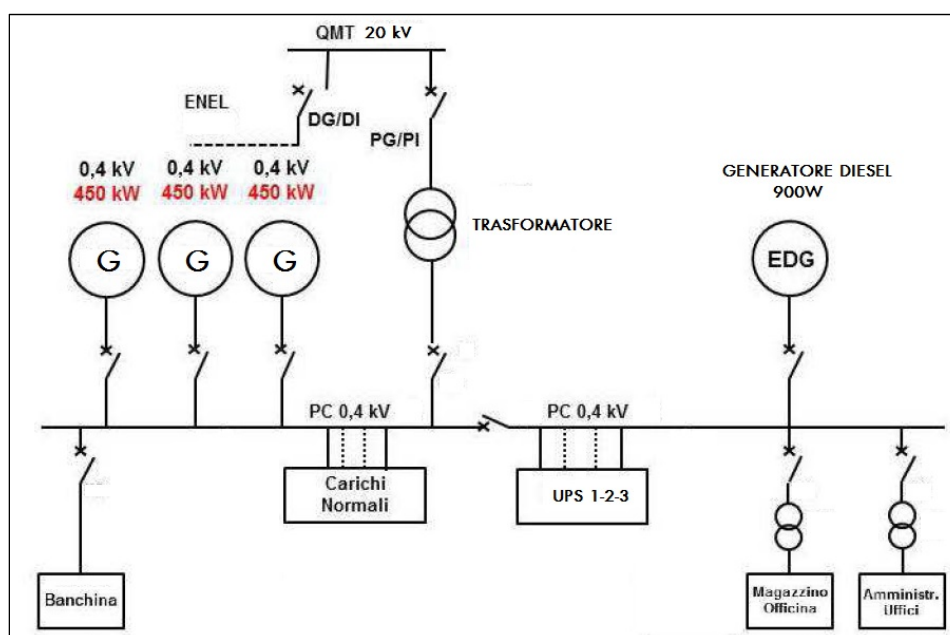 QMT 20 kV
ENEL
DG/DI
PG/PI
0,4 kV
450 kW
0,4 kV
450 kW
0,4 kV
450 kW
GENERATORE DIESEL
900W
TRASFORMATORE
G
G
G
EDG
PC 0,4 kV
PC 0,4 kV
Carichi
Normali
UPS 1-2-3
Banchina
Magazzino
Officina
Amministr.
Uffici